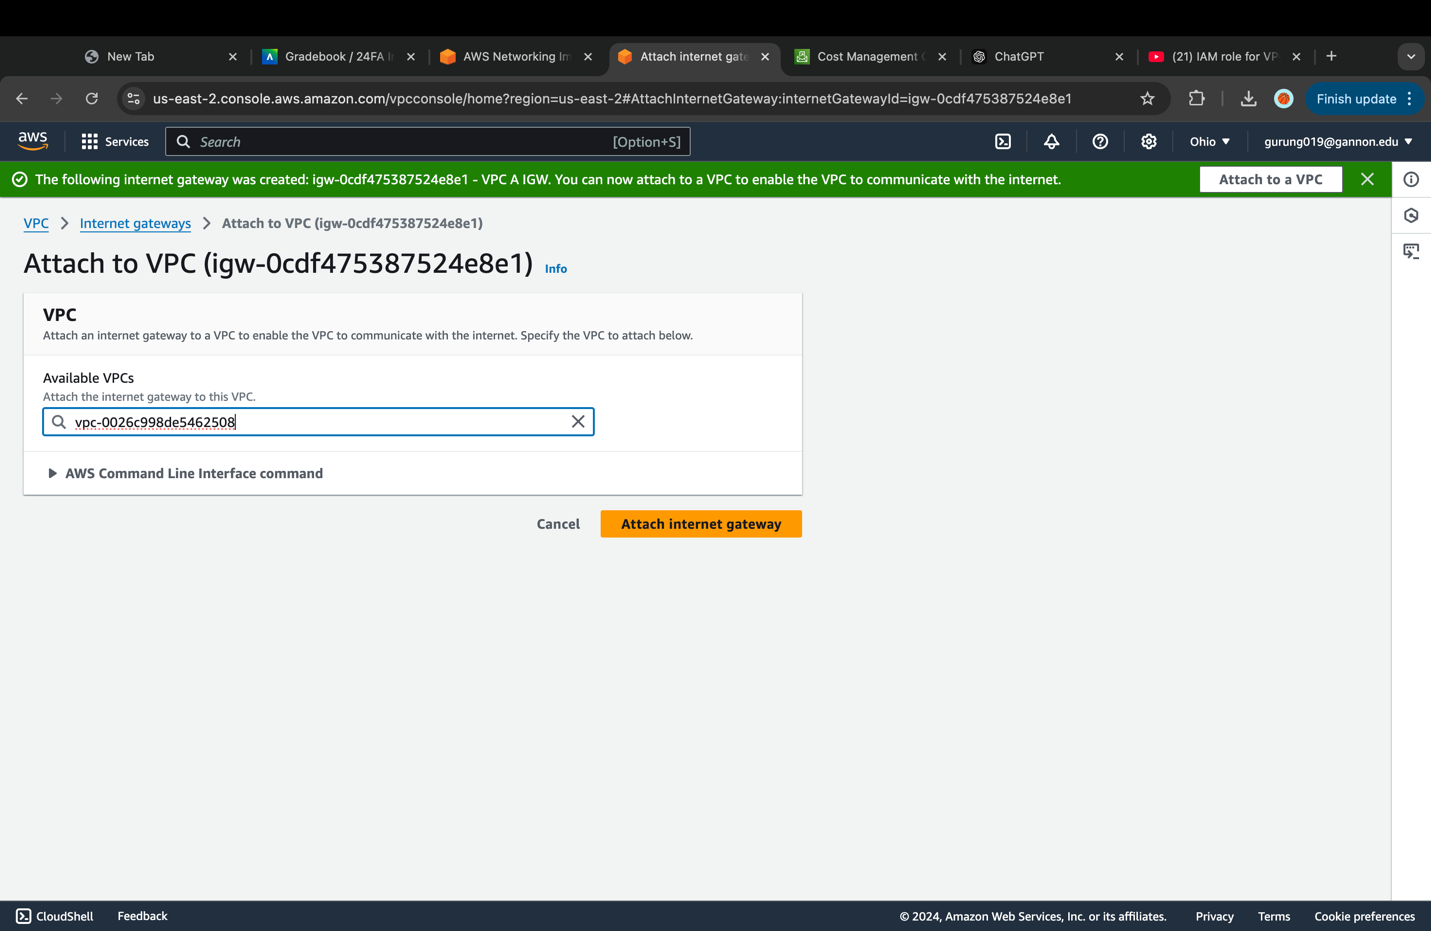 New Tab
Gradebook / 24FA I
AWS Networking Im
Attach internet gate
Cost Management
ChatGPT
(21) IAM role for VP
us-east-2.console.aws.amazon.com/vpcconsole/home?region=us-east-2#AttachInternetGateway:internetGatewayId=igw-0cdf475387524e8e1
Finish update
aws
Services
Search
[Option+S]
Ohio
gurung019@gannon.edu
The following internet gateway was created: igw-0cdf475387524e8e1 - VPC A IGW. You can now attach to a VPC to enable the VPC to communicate with the internet.
Attach to a VPC
VPC
Internet gateways
Attach to VPC (igw-0cdf475387524e8e1)
Attach to VPC (igw-0cdf475387524e8e1) Info
VPC
Attach an internet gateway to a VPC to enable the VPC to communicate with the internet. Specify the VPC to attach below.
Available VPCs
Attach the internet gateway to this VPC.
vpc-0026c998de5462508
AWS Command Line Interface command
Cancel
Attach internet gateway
CloudShell
Feedback
© 2024, Amazon Web Services, Inc. or its affiliates.
Privacy
Terms
Cookie preferences